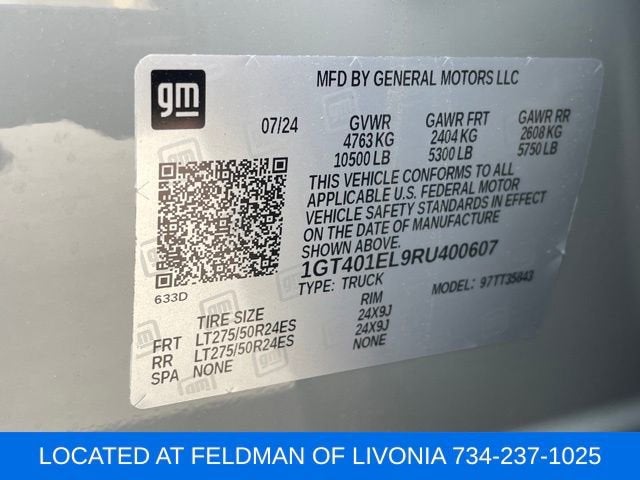 gm
MFD BY GENERAL MOTORS LLC
07/24 GVWR GAWR FRT GAWR RR
4763 KG 2404 KG 2608 KG
10500 LB 5300 LB 5750 LB
THIS VEHICLE CONFORMS TO ALL
APPLICABLE U.S. FEDERAL MOTOR
VEHICLE SAFETY STANDARDS IN EFFECT
ON THE DATE OF MANUFACTURE
SHOWN ABOVE.
1GT401EL9RU400607
TYPE: TRUCK MODEL: 97TT35843
633D
TIRE SIZE RIM
FRT LT275/50R24ES 24X9J
RR LT275/50R24ES 24X9J
SPA NONE NONE
LOCATED AT FELDMAN OF LIVONIA 734-237-1025